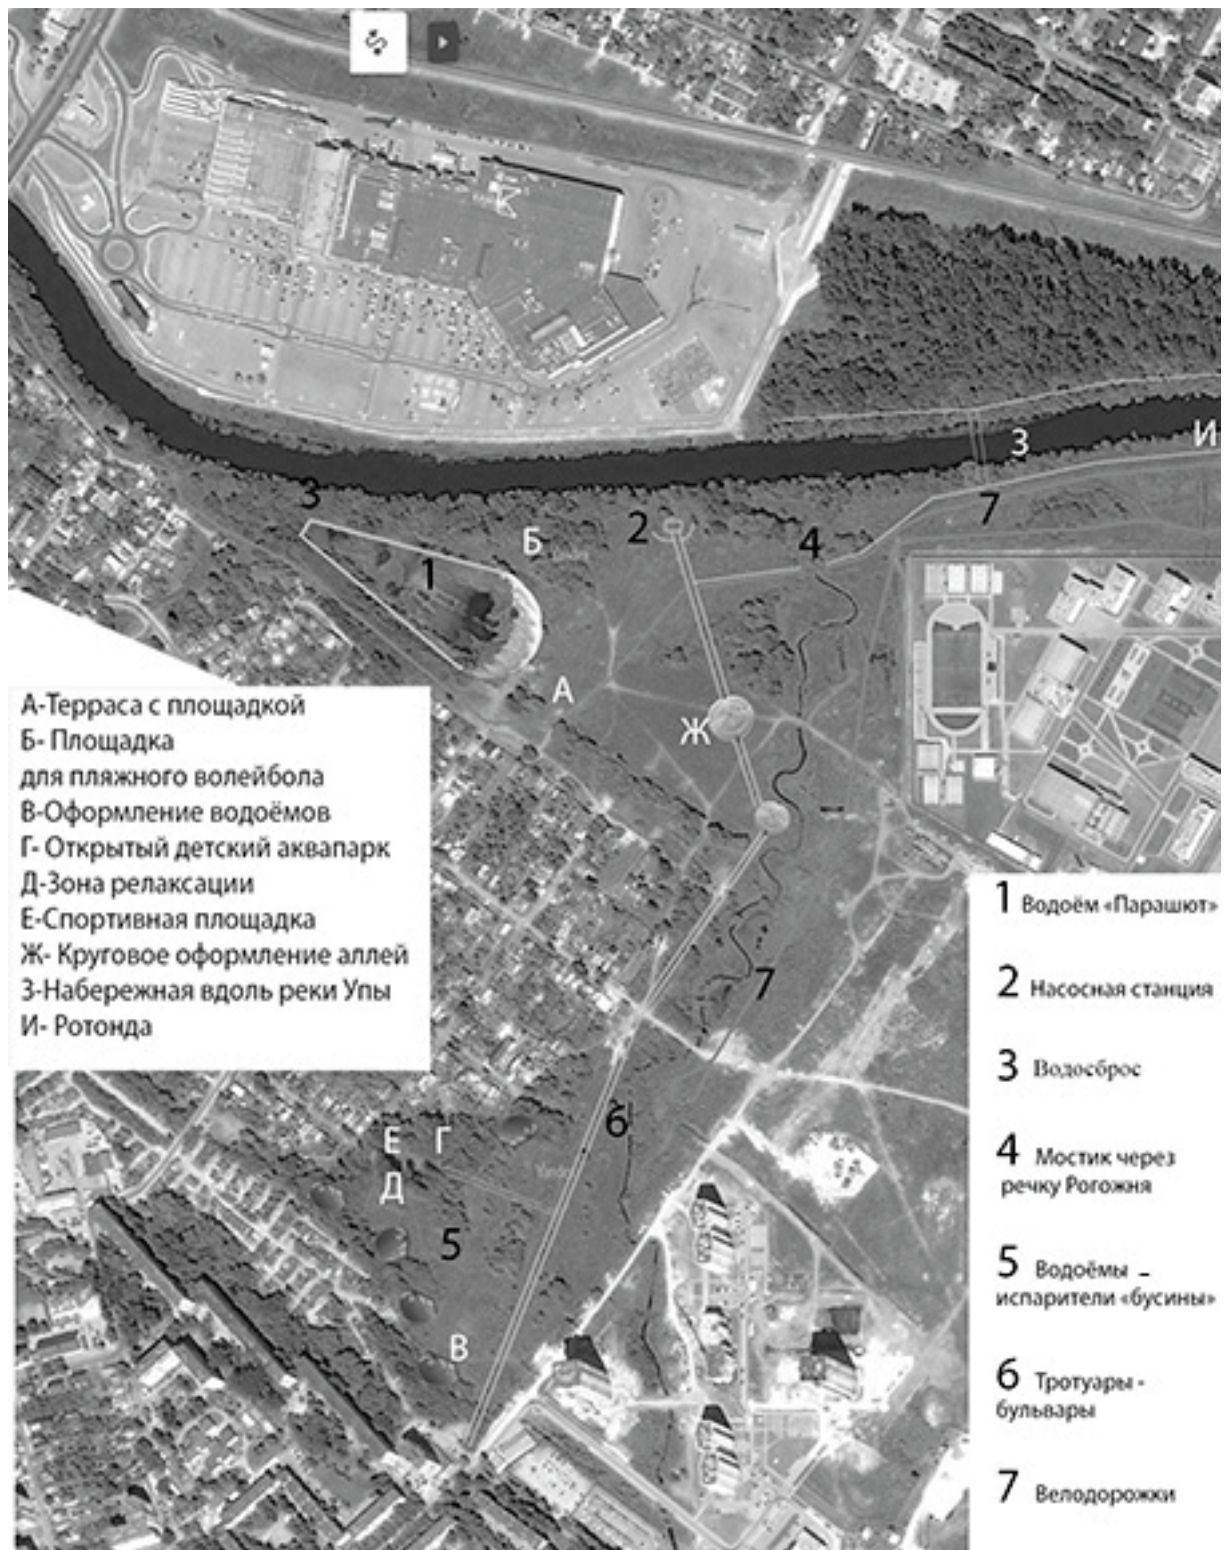 З
И
3
7
Б
2
4
1
А
Ж
А-Терраса с площадкой
Б- Площадка
для пляжного волейбола
В-Оформление водоёмов
Г- Открытый детский аквапарк
Д-Зона релаксации
Е-Спортивная площадка
Ж- Круговое оформление аллей
З-Набережная вдоль реки Упы
И- Ротонда
7
6
Е Г
Д
5
В
1 Водоём «Парашют»
2 Насосная станция
3 Водосброс
4 Мостик через
речку Рогожня
5 Водоёмы –
испарители «бусины»
6 Тротуары -
бульвары
7 Велодорожки